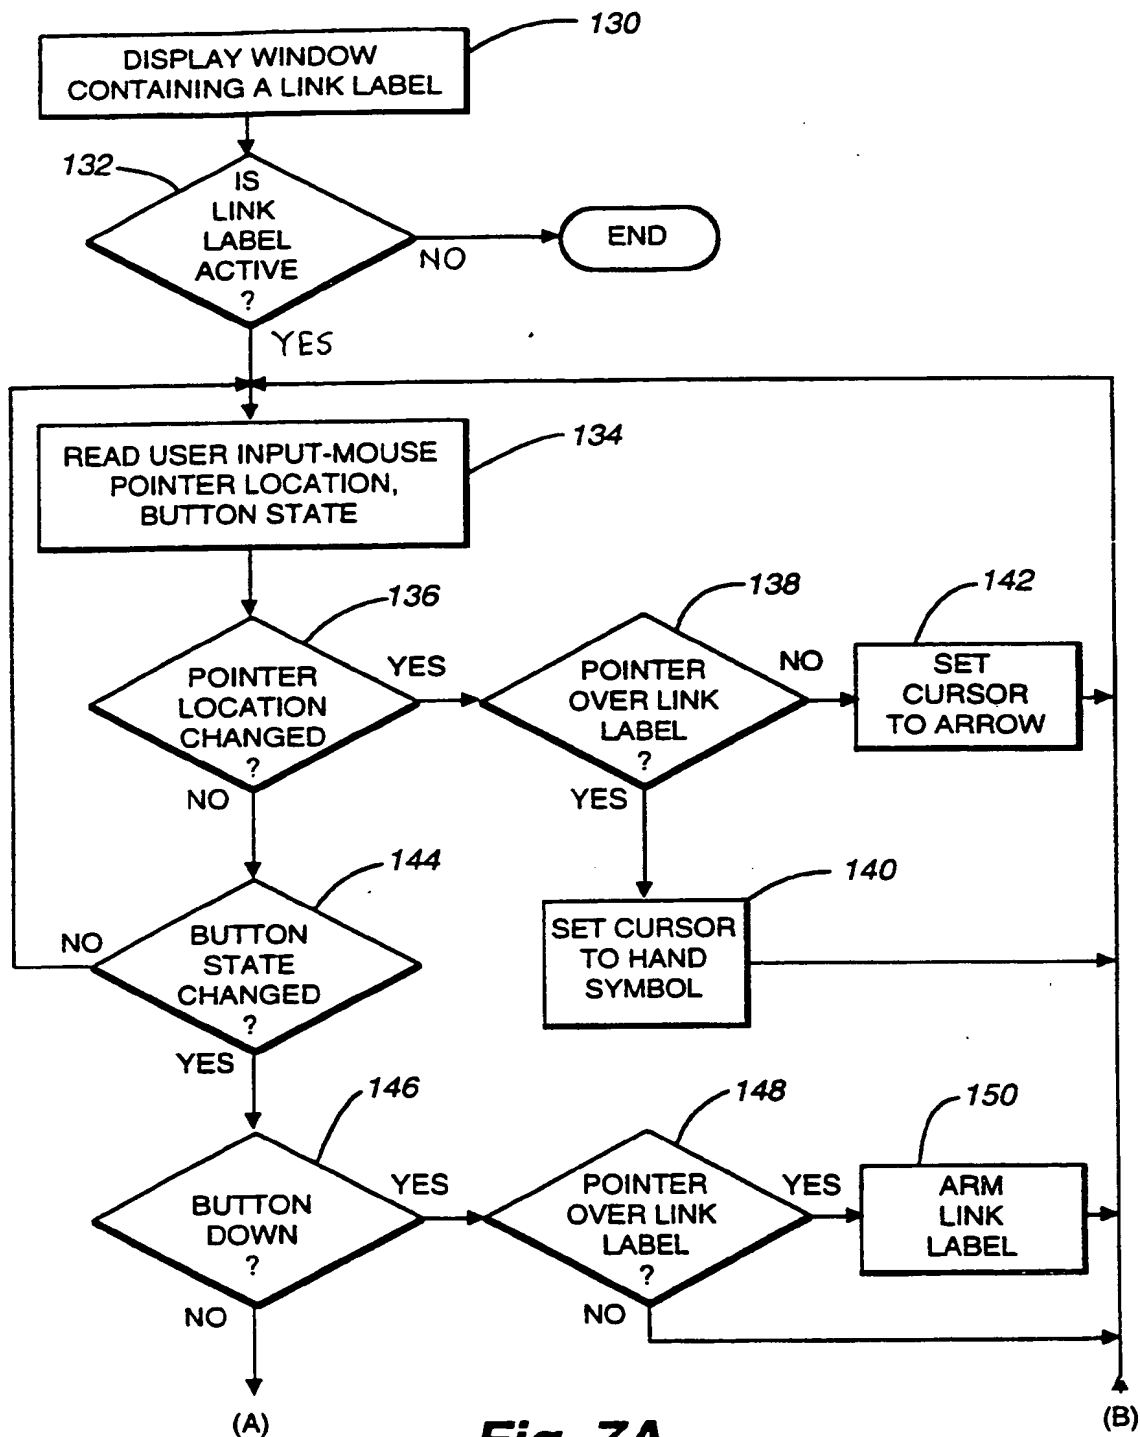 130
DISPLAY WINDOW
CONTAINING A LINK LABEL
132
IS
LINK
LABEL
ACTIVE
?
NO
END
YES
134
READ USER INPUT-MOUSE
POINTER LOCATION,
BUTTON STATE
136
POINTER
LOCATION
CHANGED
?
YES
NO
138
POINTER
OVER LINK
LABEL
?
NO
YES
142
SET
CURSOR
TO ARROW
140
SET CURSOR
TO HAND
SYMBOL
144
BUTTON
STATE
CHANGED
?
NO
YES
146
BUTTON
DOWN
?
YES
NO
148
POINTER
OVER LINK
LABEL
?
YES
NO
150
ARM
LINK
LABEL
(A)
(B)
Fig. 7A